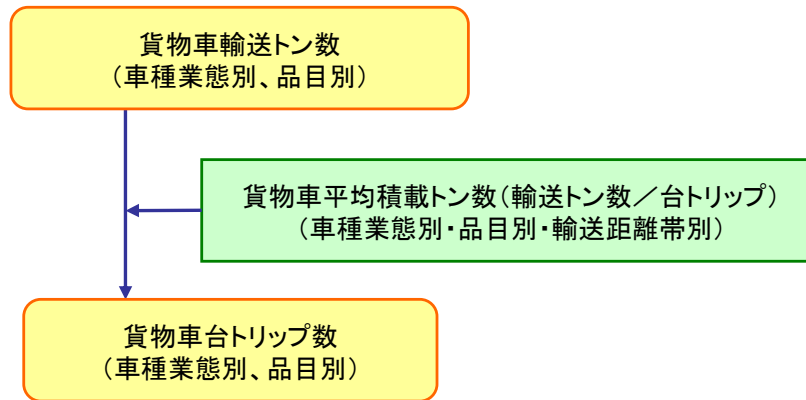 貨物車輸送トン数
（車種業態別、品目別）
貨物車平均積載トン数（輸送トン数／台トリップ）
（車種業態別・品目別・輸送距離帯別）
貨物車台トリップ数
（車種業態別、品目別）